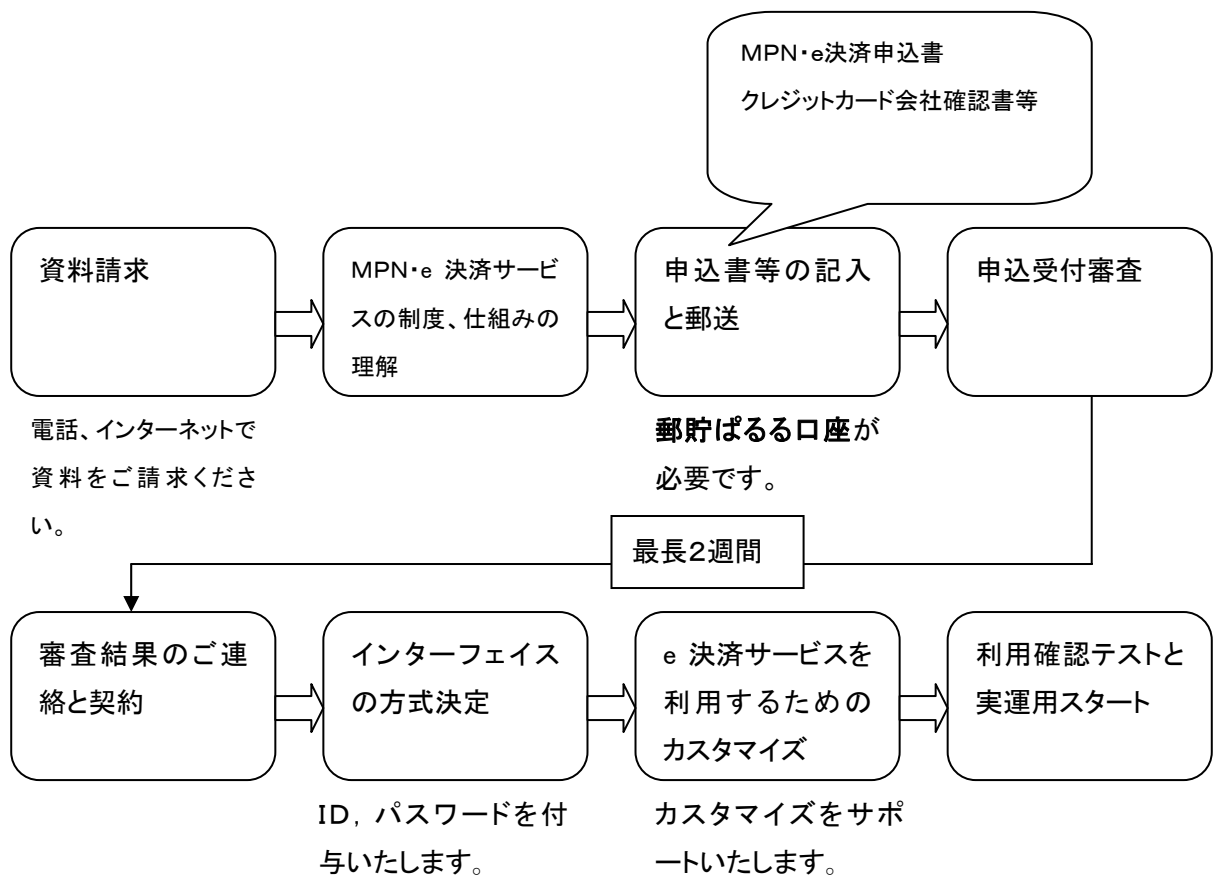 MPN・e決済申込書
クレジットカード会社確認書等
資料請求
MPN・e 決済サービ
スの制度、仕組みの
理解
申込書等の記入
と郵送
申込受付審査
電話、インターネットで
資料をご請求くださ
い。
郵貯ぱるる口座が
必要です。
最長2週間
審査結果のご連
絡と契約
インターフェイス
の方式決定
e 決済サービスを
利用するための
カスタマイズ
利用確認テストと
実運用スタート
ID, パスワードを付
与いたします。
カスタマイズをサポ
ートいたします。